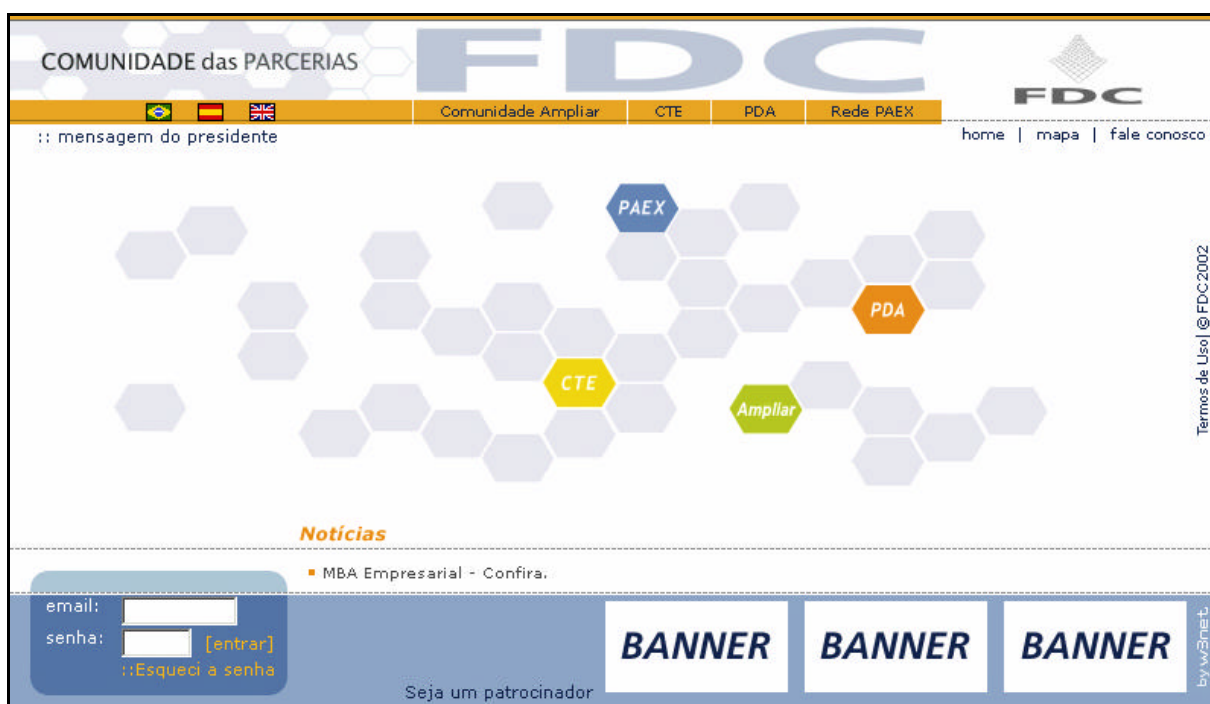 COMUNIDADE das PARCERIAS
FDC
FDC
Comunidade Ampliar CTE PDA Rede PAEX
:: mensagem do presidente
home | mapa | fale conosco
PAEX
PDA
CTE
Ampliar
Termos de Uso| © FDC2002
Notícias
MBA Empresarial - Confira.
email:
senha: [entrar]
::Esqueci a senha
Seja um patrocinador
BANNER BANNER BANNER
by w3net